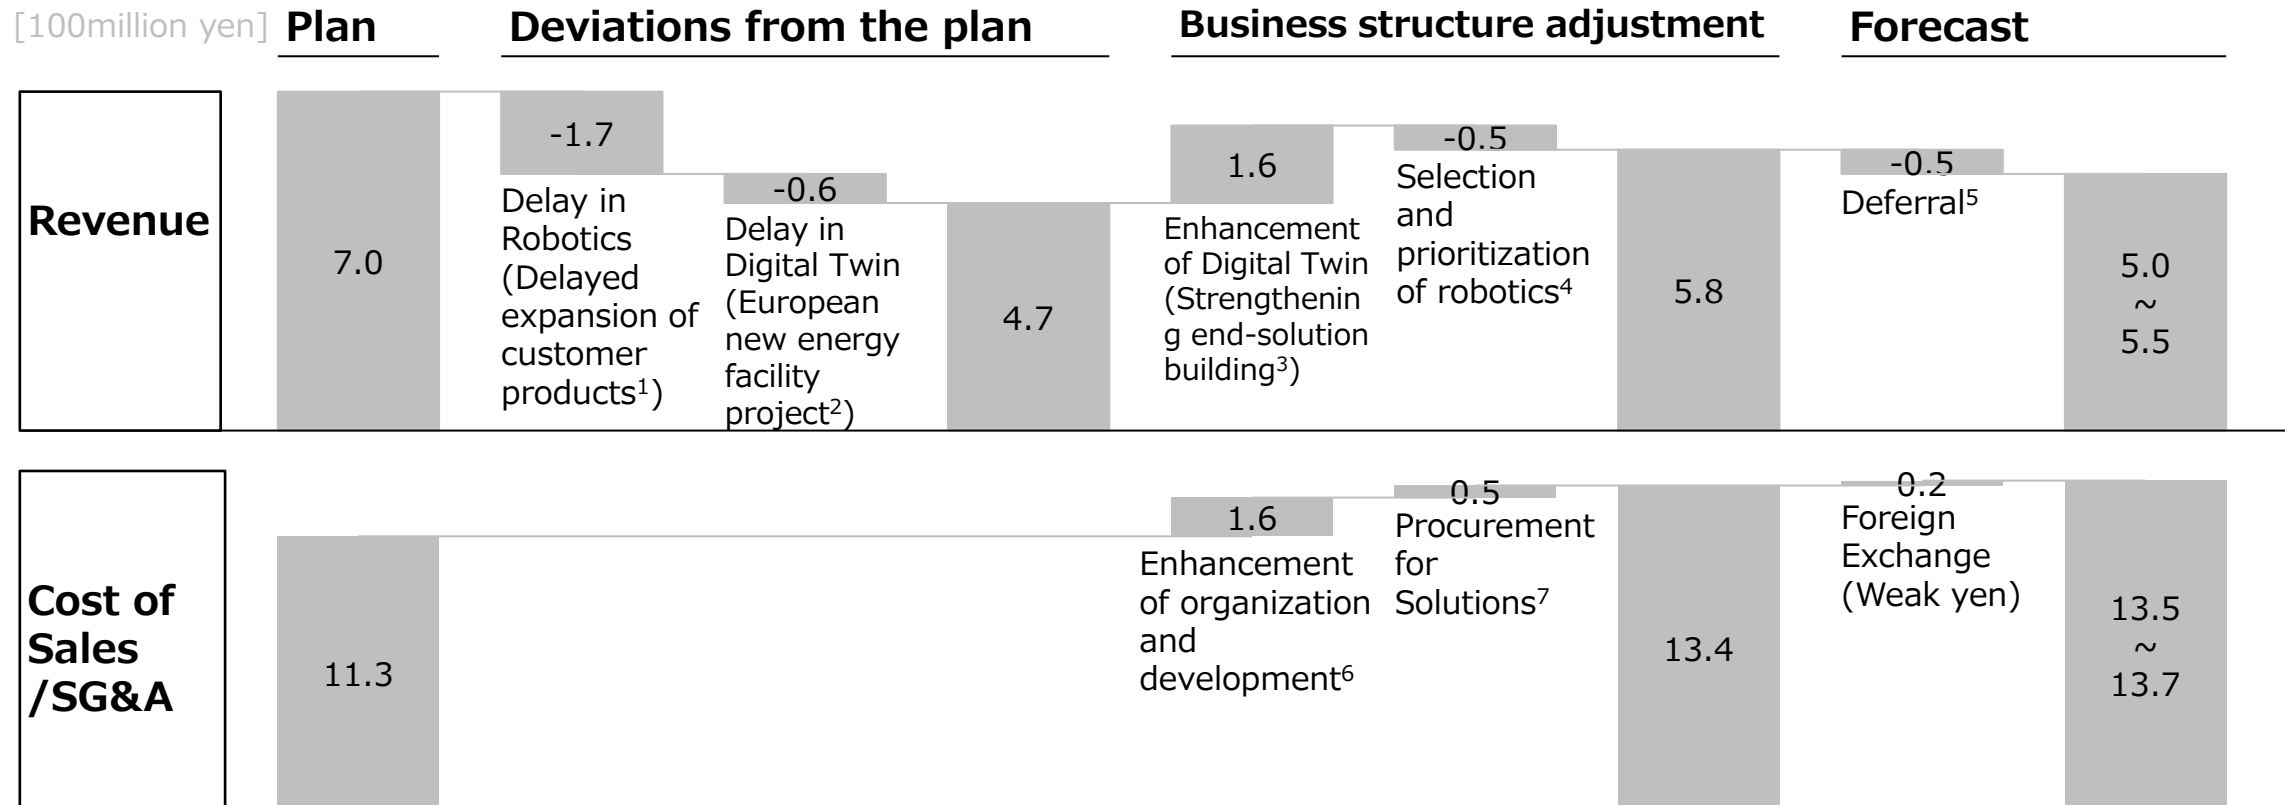 [100million yen]
Plan
Deviations from the plan
Business structure adjustment
Forecast
Revenue
7.0
-1.7
Delay in
Robotics
(Delayed
expansion of
customer
products¹)
-0.6
Delay in
Digital Twin
(European
new energy
facility
project²)
4.7
1.6
Enhancement
of Digital Twin
(Strengthenin
g end-solution
building³)
-0.5
Selection
and
prioritization
of robotics⁴
5.8
-0.5
Deferral⁵
5.0
~
5.5
Cost of
Sales
/SG&A
11.3
1.6
Enhancement
of organization
and
development⁶
0.5
Procurement
for
Solutions⁷
13.4
0.2
Foreign
Exchange
(Weak yen)
13.5
~
13.7